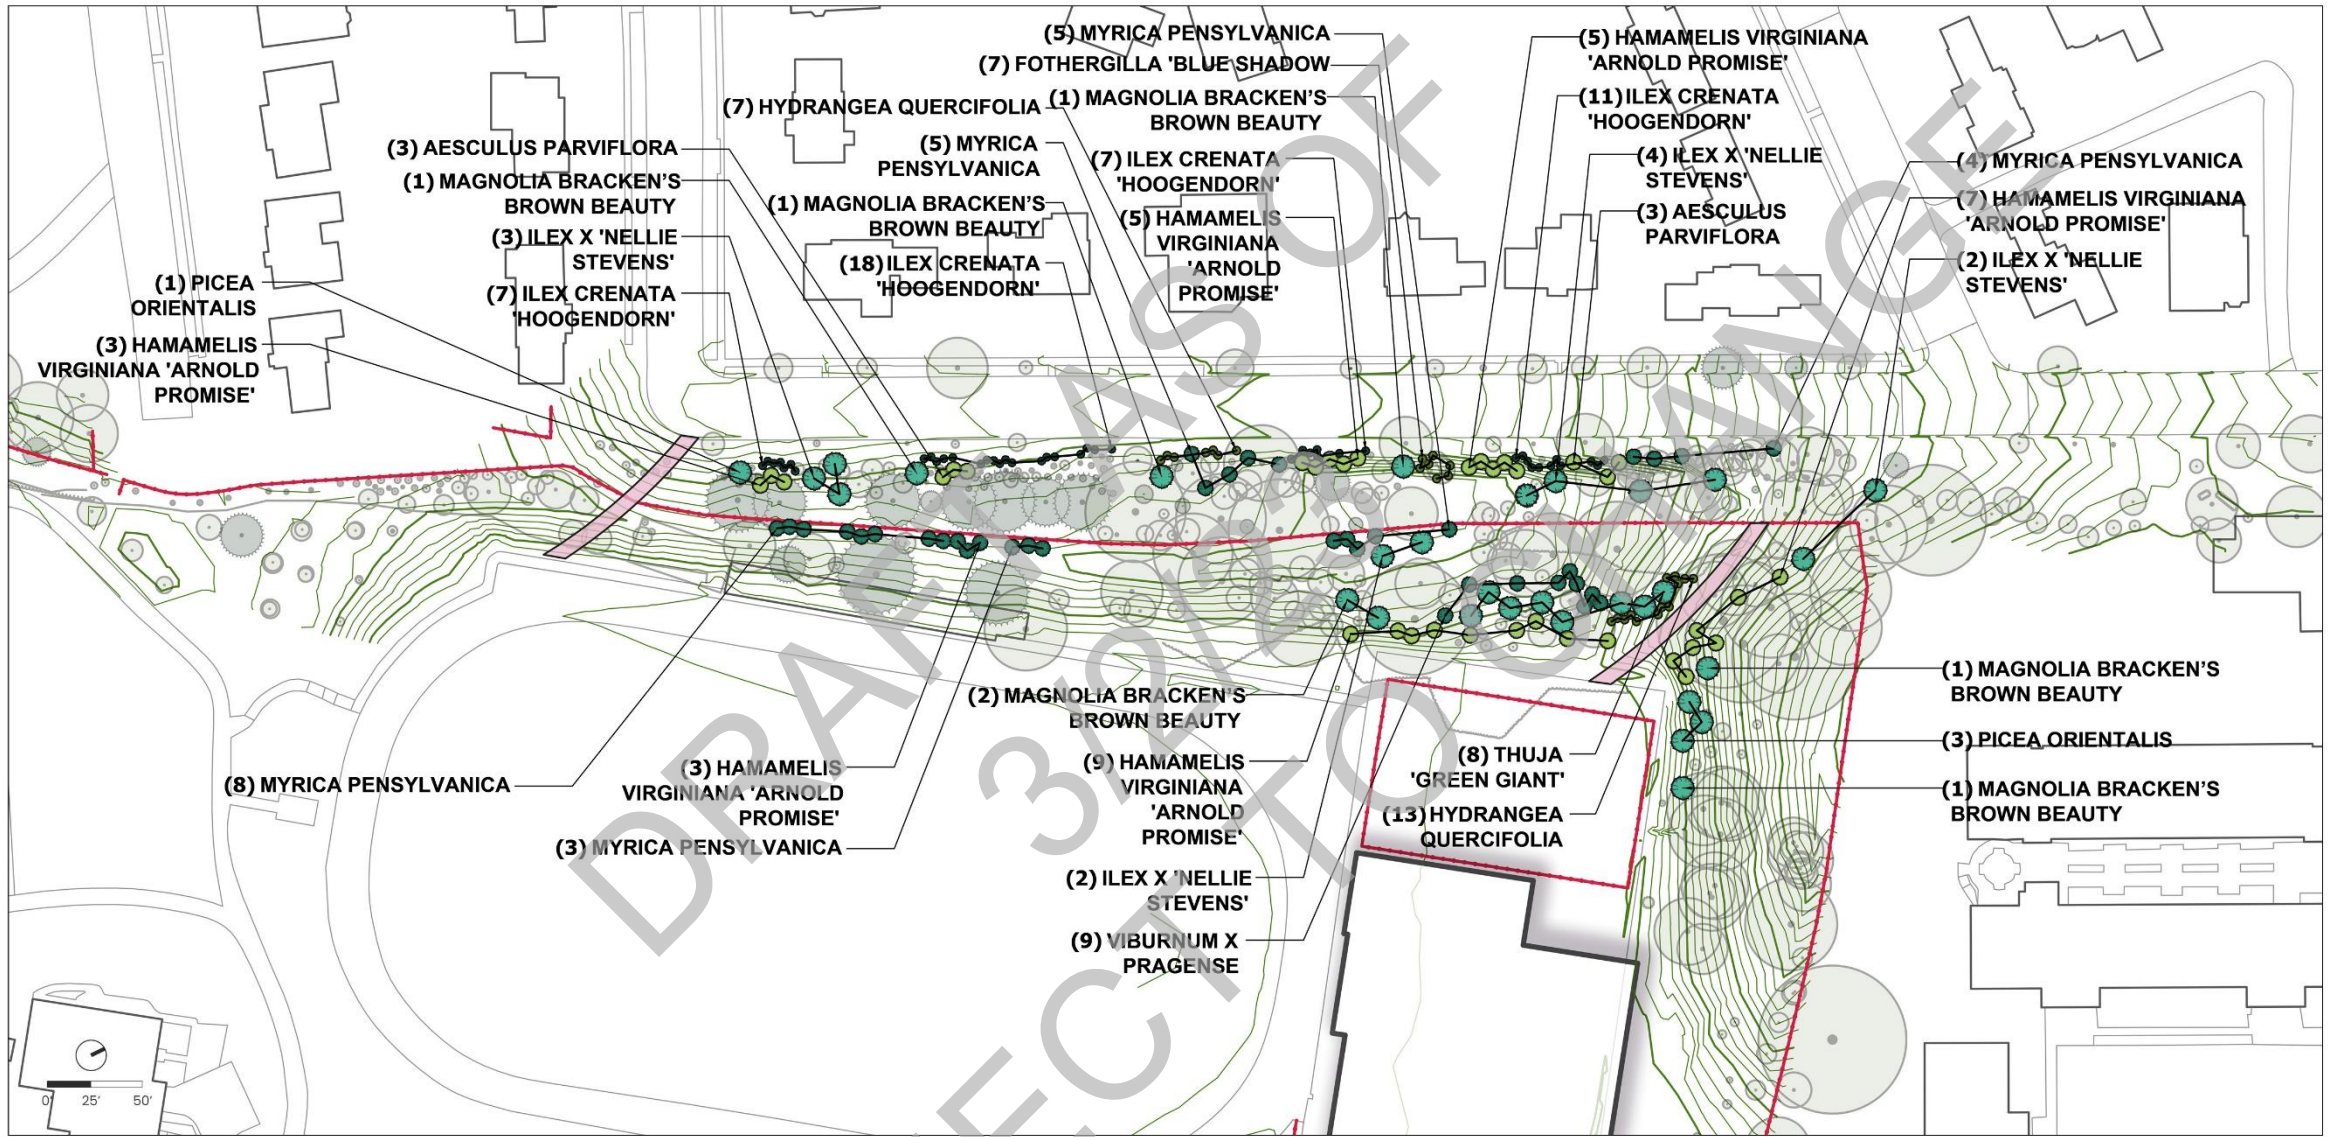 (5) MYRICA PENSYLVANICA
(7) FOTHERGILLA 'BLUE SHADOW
(7) HYDRANGEA QUERCIFOLIA
(1) MAGNOLIA BRACKEN'S
BROWN BEAUTY
(3) AESCULUS PARVIFLORA
(5) MYRICA
PENSYLVANICA
(7) ILEX CRENATA
'HOOGENDORN'
(1) MAGNOLIA BRACKEN'S
BROWN BEAUTY
(1) MAGNOLIA BRACKEN'S
BROWN BEAUTY
(5) HAMAMELIS
VIRGINIANA
'ARNOLD
PROMISE'
(3) ILEX X 'NELLIE
STEVENS'
(18) ILEX CRENATA
'HOOGENDORN'
(7) ILEX CRENATA
'HOOGENDORN'
(1) PICEA
ORIENTALIS
(3) HAMAMELIS
VIRGINIANA 'ARNOLD
PROMISE'
(5) HAMAMELIS VIRGINIANA
'ARNOLD PROMISE'
(11) ILEX CRENATA
'HOOGENDORN'
(4) ILEX X 'NELLIE
STEVENS'
(3) AESCULUS
PARVIFLORA
(4) MYRICA PENSYLVANICA
(7) HAMAMELIS VIRGINIANA
'ARNOLD PROMISE'
(2) ILEX X 'NELLIE
STEVENS'
DRAFT AS OF
3/2/23
SUBJECT TO CHANGE
(8) MYRICA PENSYLVANICA
(3) HAMAMELIS
VIRGINIANA 'ARNOLD
PROMISE'
(3) MYRICA PENSYLVANICA
(2) MAGNOLIA BRACKEN'S
BROWN BEAUTY
(9) HAMAMELIS
VIRGINIANA
'ARNOLD
PROMISE'
(2) ILEX X 'NELLIE
STEVENS'
(9) VIBURNUM X
PRAGENSE
(8) THUJA
'GREEN GIANT'
(13) HYDRANGEA
QUERCIFOLIA
(1) MAGNOLIA BRACKEN'S
BROWN BEAUTY
(3) PICEA ORIENTALIS
(1) MAGNOLIA BRACKEN'S
BROWN BEAUTY
0' 25' 50'